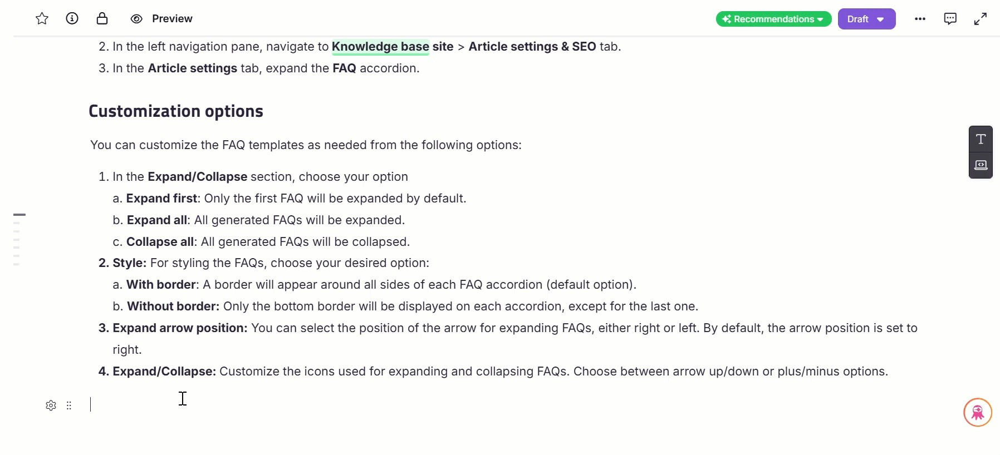 Preview
Recommendations
Draft
2. In the left navigation pane, navigate to Knowledge base site > Article settings & SEO tab.
3. In the Article settings tab, expand the FAQ accordion.
Customization options
You can customize the FAQ templates as needed from the following options:
1. In the Expand/Collapse section, choose your option
a. Expand first: Only the first FAQ will be expanded by default.
b. Expand all: All generated FAQs will be expanded.
c. Collapse all: All generated FAQs will be collapsed.
2. Style: For styling the FAQs, choose your desired option:
a. With border: A border will appear around all sides of each FAQ accordion (default option).
b. Without border: Only the bottom border will be displayed on each accordion, except for the last one.
3. Expand arrow position: You can select the position of the arrow for expanding FAQs, either right or left. By default, the arrow position is set to
right.
4. Expand/Collapse: Customize the icons used for expanding and collapsing FAQs. Choose between arrow up/down or plus/minus options.